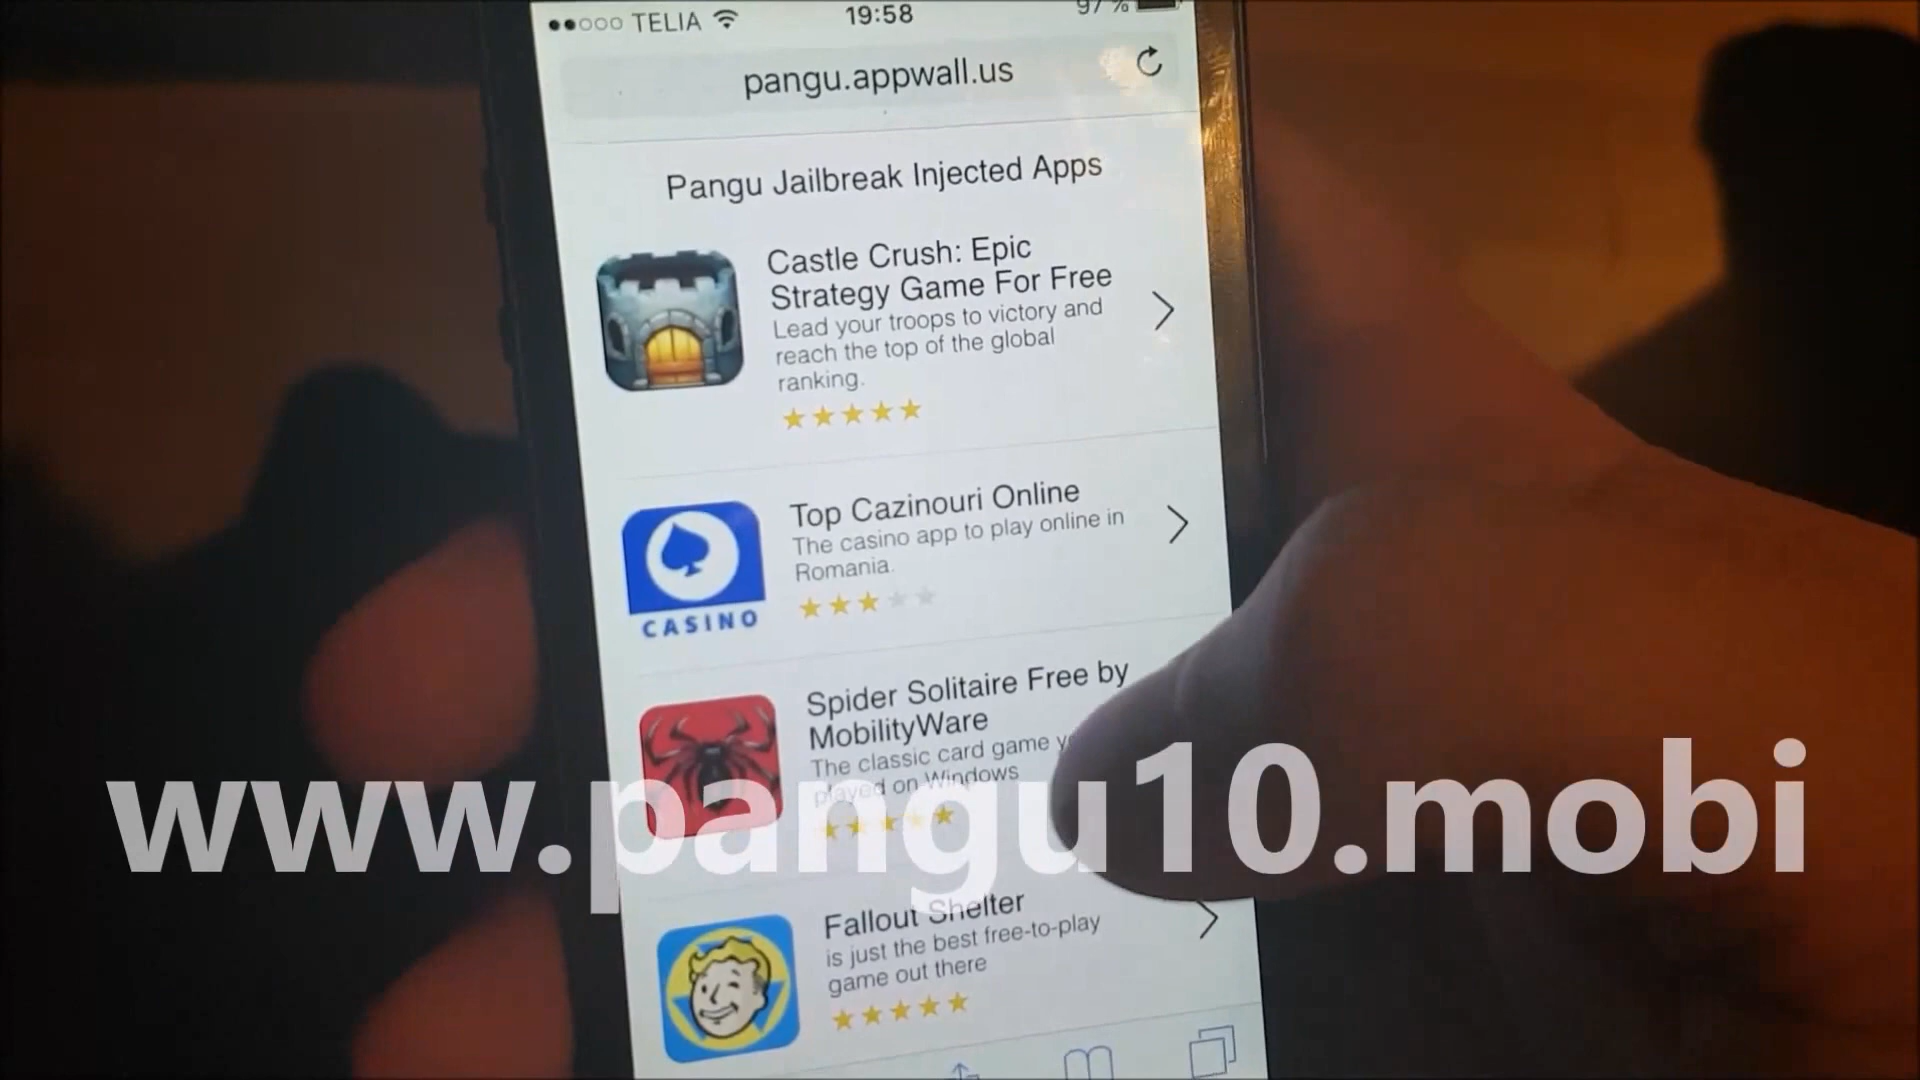 TELIA
19:58
97 %
pangu.appwall.us
Pangu Jailbreak Injected Apps
Castle Crush: Epic
Strategy Game For Free
Lead your troops to victory and
reach the top of the global
ranking.
Top Cazinouri Online
The casino app to play online in
Romania.
CASINO
Spider Solitaire Free by
MobilityWare
The classic card game
played on Windows
www.pangu10.mobi
Fallout Shelter
is just the best free-to-play
game out there